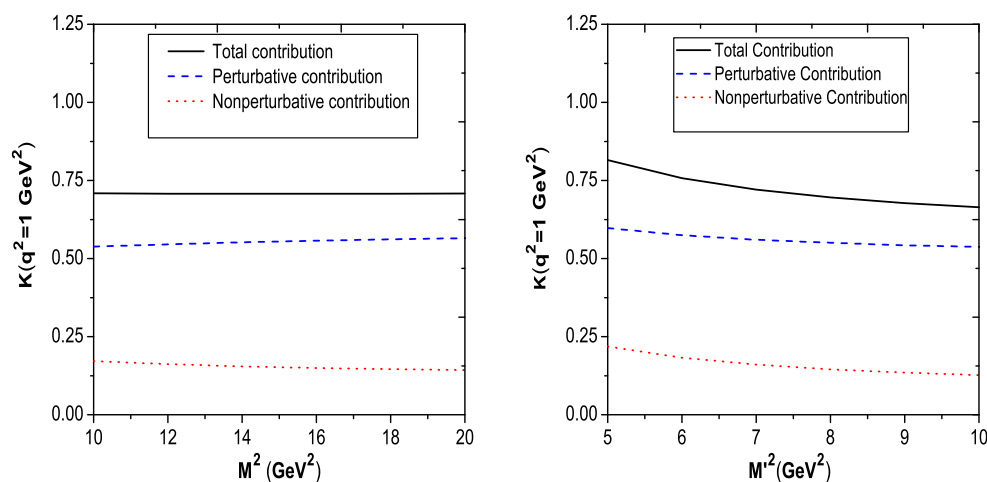 1.25
1.00
0.75
0.50
0.25
0.00
K(q²=1 GeV²)
Total contribution
Perturbative contribution
Nonperturbative contribution
10 12 14 16 18 20
M² (GeV²)
1.25
1.00
0.75
0.50
0.25
0.00
K(q²=1 GeV²)
Total Contribution
Perturbative Contribution
Nonperturbative Contribution
5 6 7 8 9 10
M'²(GeV²)